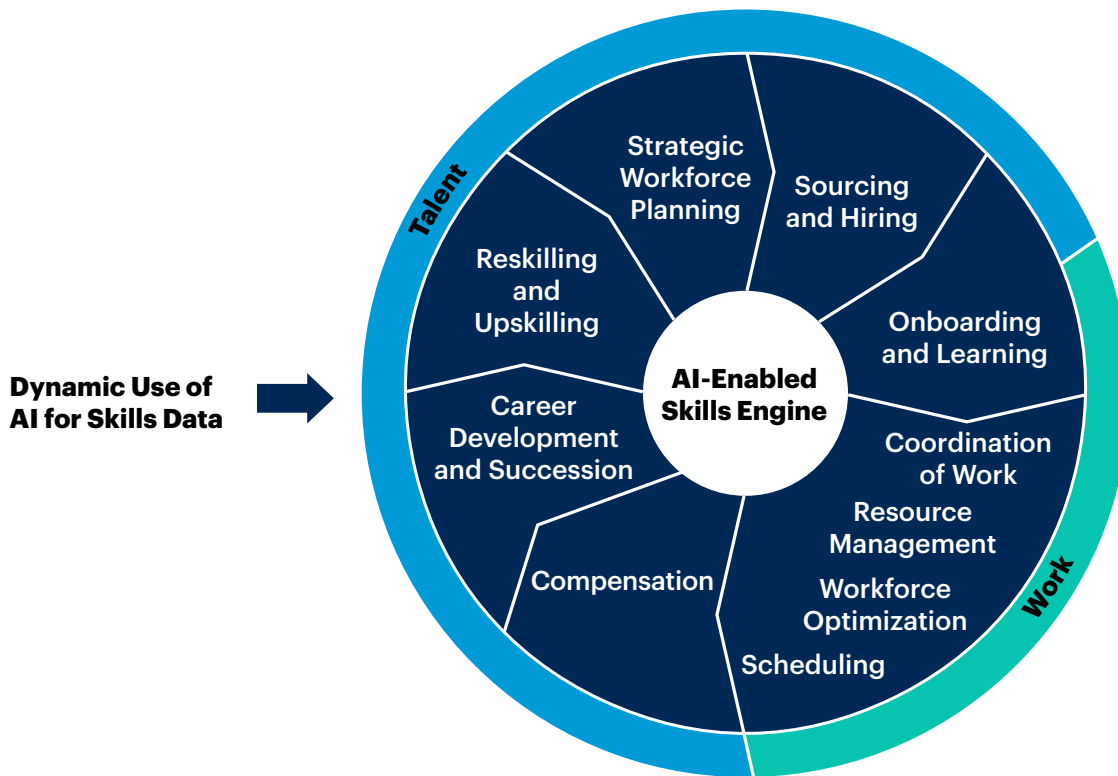 Dynamic Use of
AI for Skills Data
Talent
Strategic
Workforce
Planning
Sourcing
and Hiring
Reskilling
and
Upskilling
Onboarding
and Learning
AI-Enabled
Skills Engine
Career
Development
and Succession
Coordination
of Work
Resource
Management
Compensation
Workforce
Optimization
Scheduling
Work